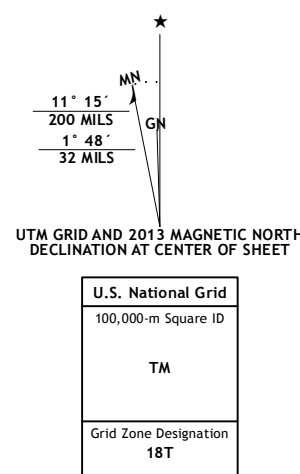 ★
MN
GN
11° 15´
200 MILS
1° 48´
32 MILS
UTM GRID AND 2013 MAGNETIC NORTH
DECLINATION AT CENTER OF SHEET
U.S. National Grid
100,000-m Square ID
TM
Grid Zone Designation
18T